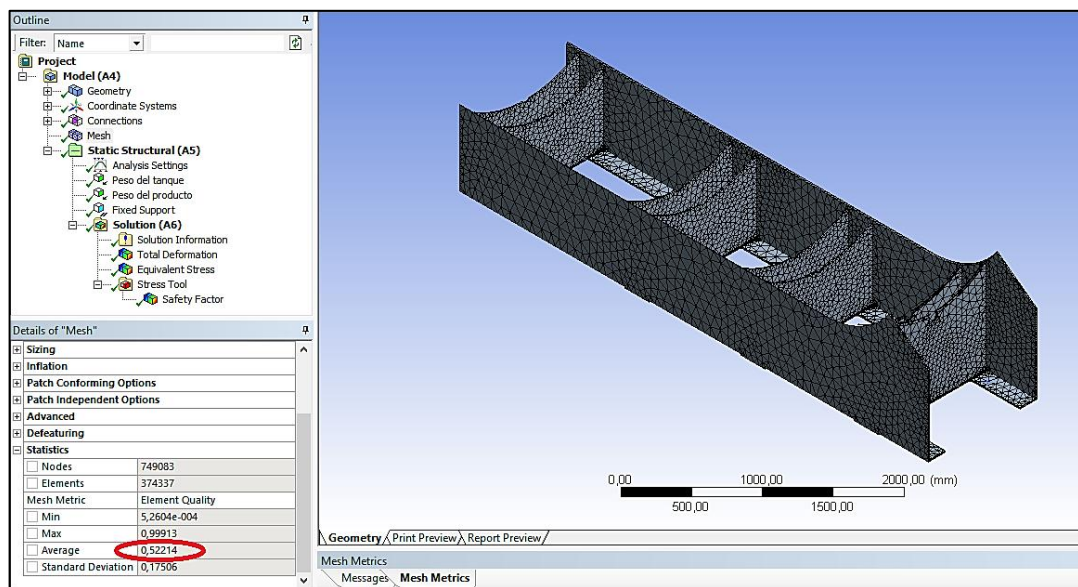 Outline
Filter: Name
Project
Model (A4)
Geometry
Coordinate Systems
Connections
Mesh
Static Structural (A5)
Analysis Settings
Peso del tanque
Peso del producto
Fixed Support
Solution (A6)
Solution Information
Total Deformation
Equivalent Stress
Stress Tool
Safety Factor
Details of "Mesh"
Sizing
Inflation
Patch Conforming Options
Patch Independent Options
Advanced
Defeaturing
Statistics
Nodes 749083
Elements 374337
Mesh Metric Element Quality
Min 5,2604e-004
Max 0,99913
Average 0,52214
Standard Deviation 0,17506
0,00 1000,00 2000,00 (mm)
500,00 1500,00
Geometry Print Preview Report Preview
Mesh Metrics
Messages Mesh Metrics